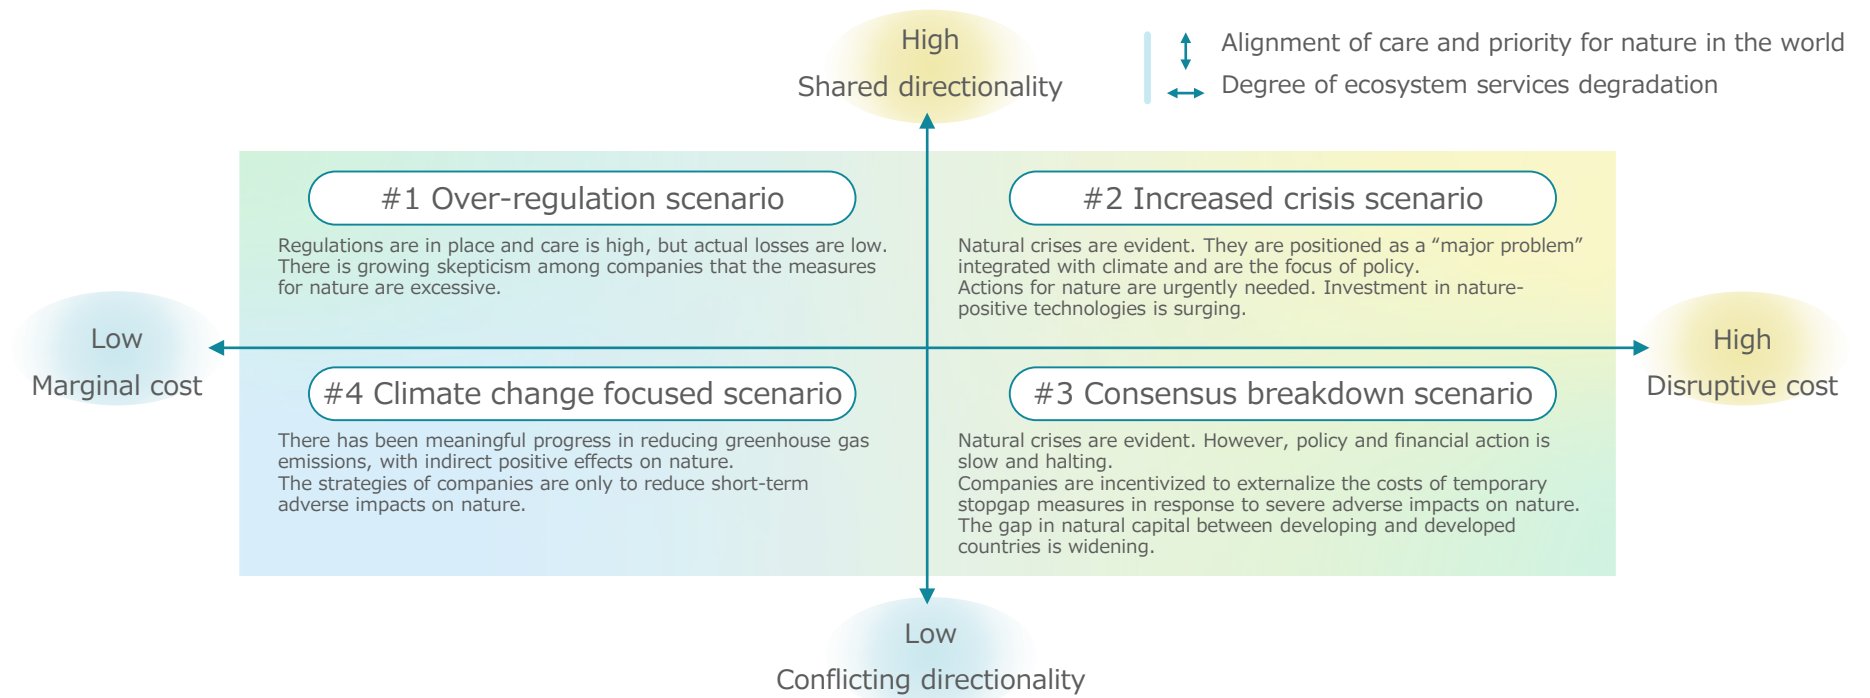 High
Shared directionality
Alignment of care and priority for nature in the world
Degree of ecosystem services degradation
#1 Over-regulation scenario
Regulations are in place and care is high, but actual losses are low.
There is growing skepticism among companies that the measures
for nature are excessive.
#2 Increased crisis scenario
Natural crises are evident. They are positioned as a “major problem”
integrated with climate and are the focus of policy.
Actions for nature are urgently needed. Investment in nature-
positive technologies is surging.
Low
Marginal cost
High
Disruptive cost
#4 Climate change focused scenario
There has been meaningful progress in reducing greenhouse gas
emissions, with indirect positive effects on nature.
The strategies of companies are only to reduce short-term
adverse impacts on nature.
#3 Consensus breakdown scenario
Natural crises are evident. However, policy and financial action is
slow and halting.
Companies are incentivized to externalize the costs of temporary
stopgap measures in response to severe adverse impacts on nature.
The gap in natural capital between developing and developed
countries is widening.
Low
Conflicting directionality